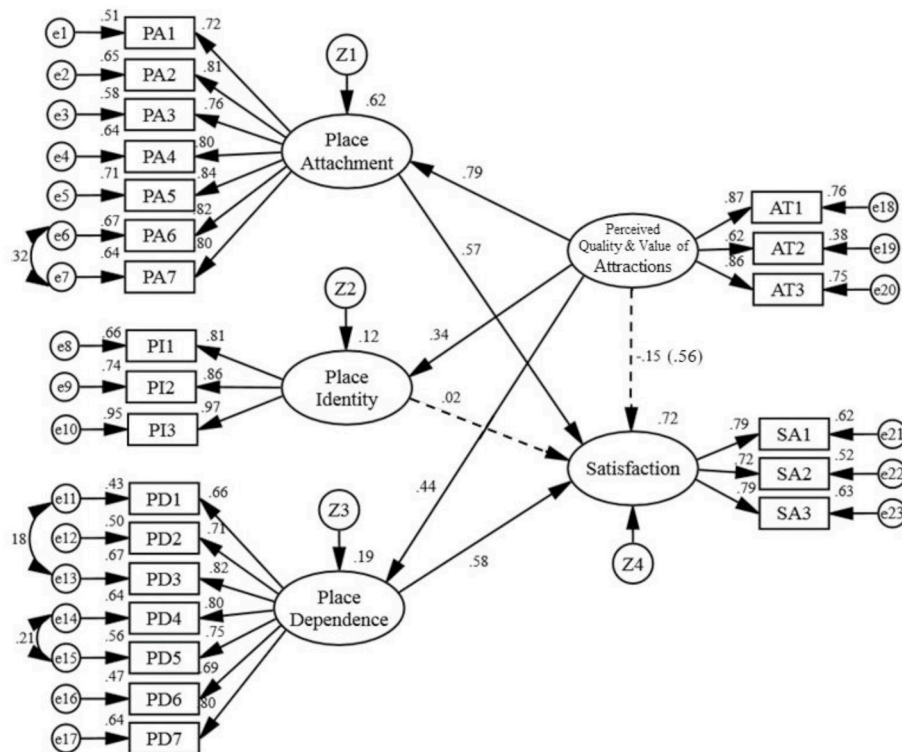 e1 .51 PA1 .72
e2 .65 PA2 .81
e3 .58 PA3 .76
e4 .64 PA4 .80
e5 .71 PA5 .84
e6 .67 PA6 .82
.32
e7 .64 PA7 .80
Z1
.62
Place
Attachment
.79
.57
Perceived
Quality & Value of
Attractions
.87 AT1 .76 e18
.62 AT2 .38 e19
.86 AT3 .75 e20
e8 .66 PI1 .81
e9 .74 PI2 .86
e10 .95 PI3 .97
Z2
.12
Place
Identity
.34
.02
-.15 (.56)
.44
.72
Satisfaction
.79 SA1 .62 e21
.72 SA2 .52 e22
.79 SA3 .63 e23
Z4
e11 .43 PD1 .66
e12 .50 PD2 .71
18
e13 .67 PD3 .82
e14 .64 PD4 .80
.21
e15 .56 PD5 .75
e16 .47 PD6 .69
e17 .64 PD7 .80
Z3
.19
Place
Dependence
.58